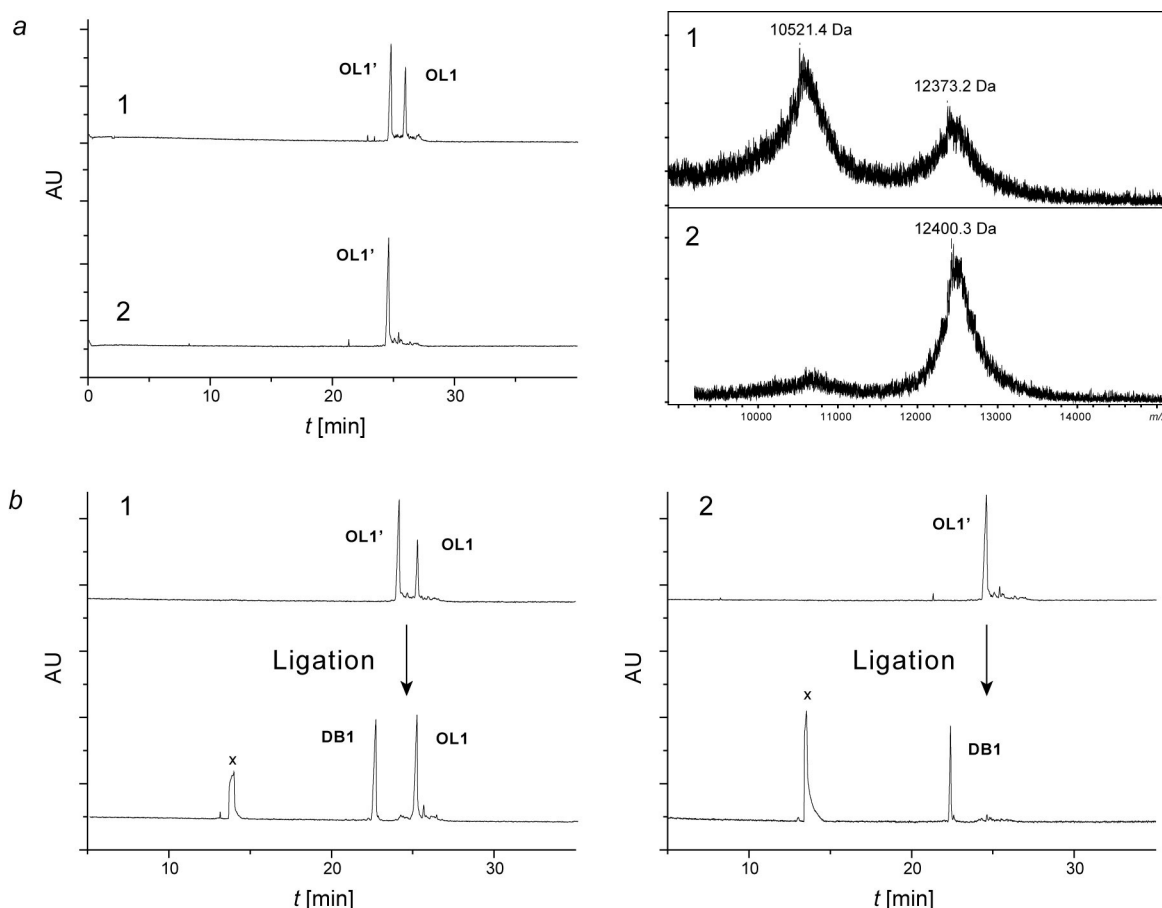 a
1
OL1'
OL1
AU
2
OL1'
0
10
20
30
t [min]
1
10521.4 Da
12373.2 Da
2
12400.3 Da
10000
11000
12000
13000
14000
b
1
OL1'
OL1
AU
Ligation
x
DB1
OL1
10
20
30
t [min]
2
OL1'
AU
Ligation
x
DB1
10
20
30
t [min]